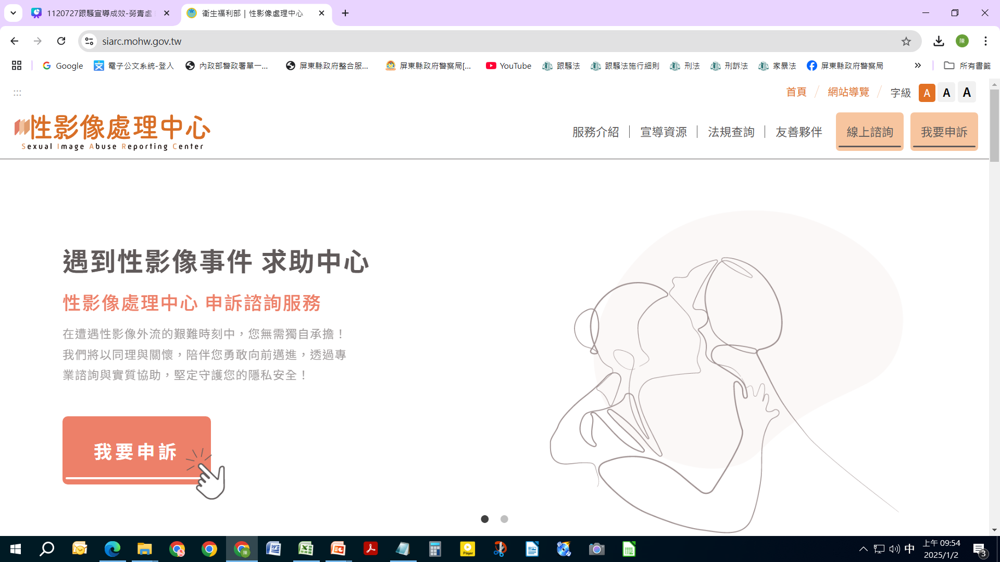 1120727跟騷宣導成效-勞青處
衛生福利部 | 性影像處理中心
siarc.mohw.gov.tw
陳
Google
電子公文系統-登入
內政部警政署單一...
屏東縣政府整合服...
屏東縣政府警察局[...
YouTube
跟騷法
跟騷法施行細則
刑法
刑訴法
家暴法
屏東縣政府警察局
所有書籤
:::
首頁
網站導覽
字級
A A A
性影像處理中心
Sexual Image Abuse Reporting Center
服務介紹
宣導資源
法規查詢
友善夥伴
線上諮詢
我要申訴
遇到性影像事件 求助中心
性影像處理中心 申訴諮詢服務
在遭遇性影像外流的艱難時刻中，您無需獨自承擔！
我們將以同理與關懷，陪伴您勇敢向前邁進，透過專
業諮詢與實質協助，堅定守護您的隱私安全！
我要申訴
中
上午 09:54
2025/1/2
3